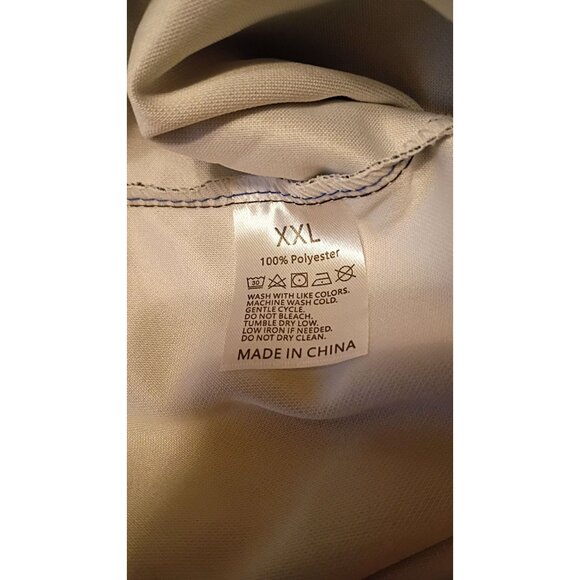 XXL
100% Polyester
30
WASH WITH LIKE COLORS.
MACHINE WASH COLD.
GENTLE CYCLE.
DO NOT BLEACH.
TUMBLE DRY LOW.
LOW IRON IF NEEDED.
DO NOT DRY CLEAN.
MADE IN CHINA